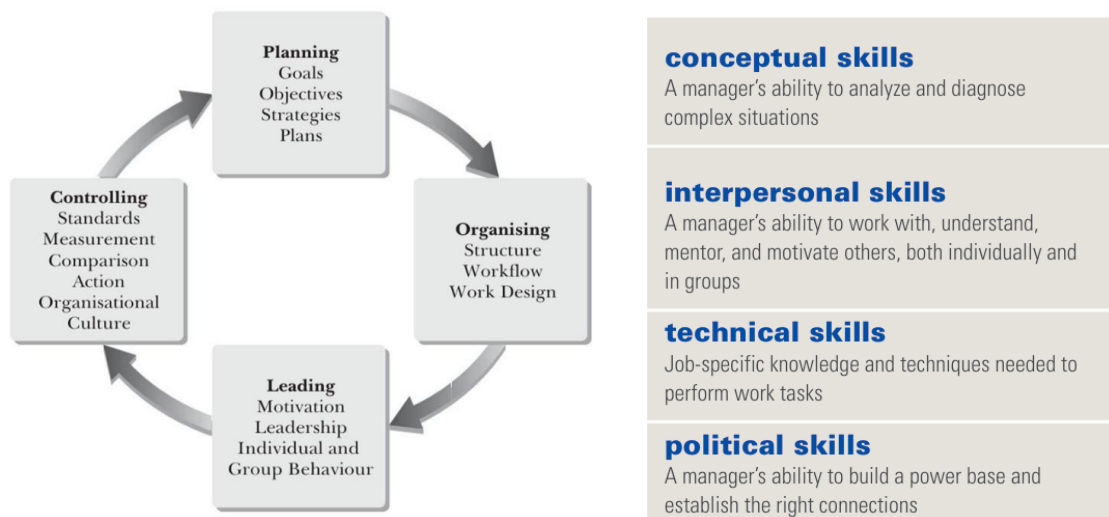 Planning
Goals
Objectives
Strategies
Plans
Controlling
Standards
Measurement
Comparison
Action
Organisational
Culture
Organising
Structure
Workflow
Work Design
Leading
Motivation
Leadership
Individual and
Group Behaviour
conceptual skills
A manager's ability to analyze and diagnose
complex situations
interpersonal skills
A manager's ability to work with, understand,
mentor, and motivate others, both individually and
in groups
technical skills
Job-specific knowledge and techniques needed to
perform work tasks
political skills
A manager's ability to build a power base and
establish the right connections